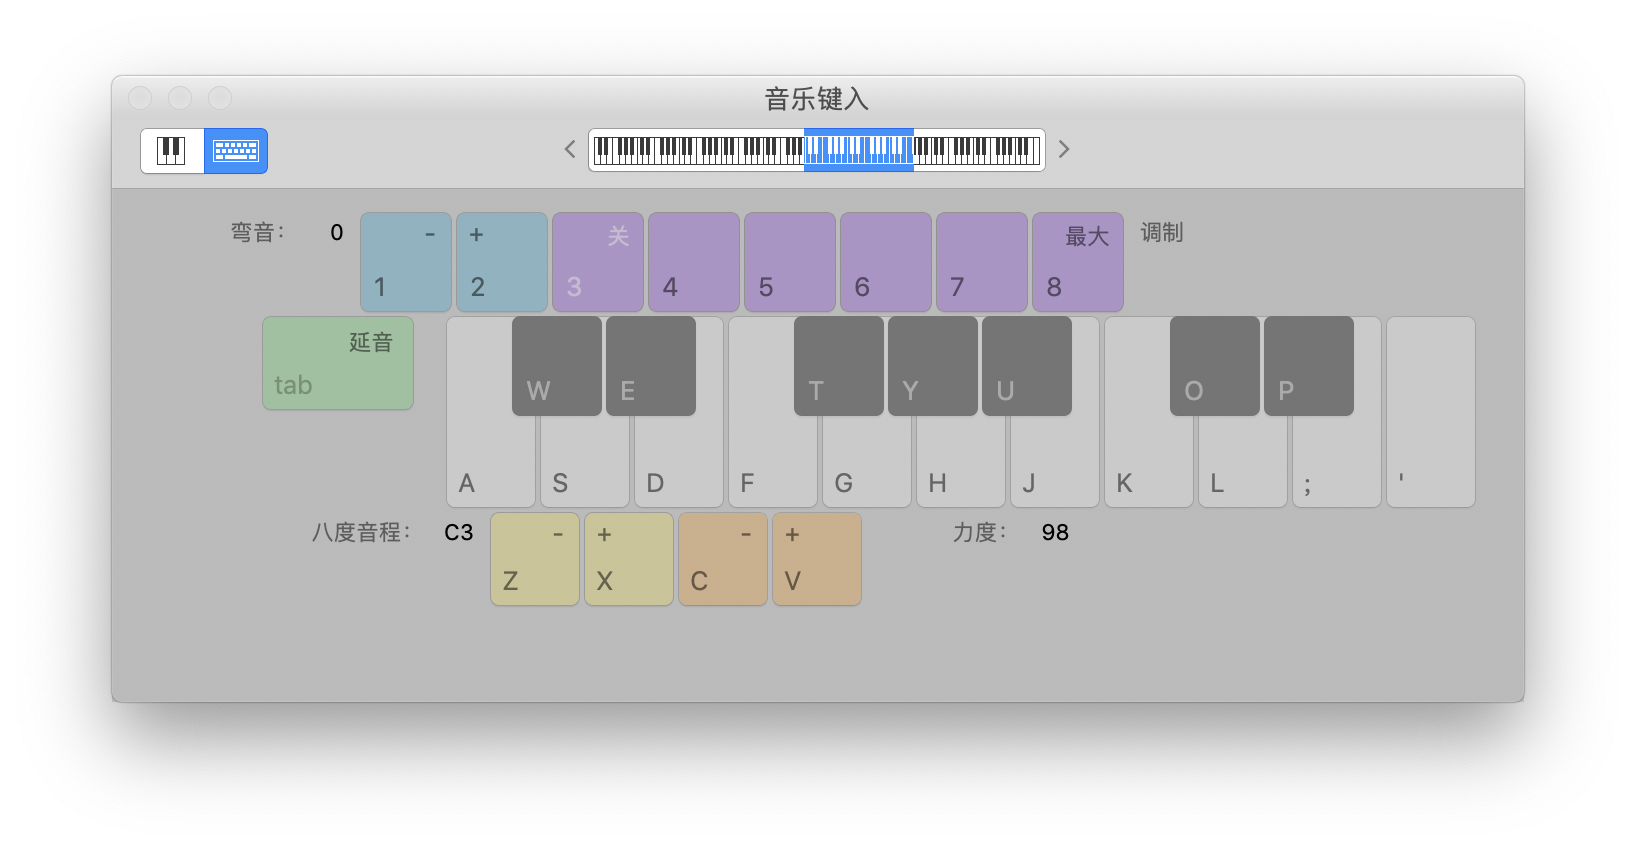 音乐键入
弯音： 0 - + 关 最大 调制
1 2 3 4 5 6 7 8
延音
tab
W E T Y U O P
A S D F G H J K L ; '
八度音程： C3 - + - + 力度： 98
Z X C V